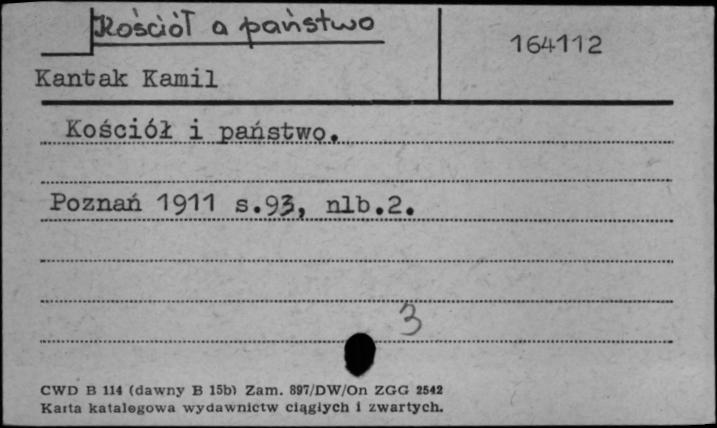 Kościół a państwo
164112
Kantak Kamil
Kościół i państwo.
Poznań 1911 s.93, nlb.2.
3
CWD B 114 (dawny B 15b) Zam. 897/DW/On ZGG 2542
Karta katalogowa wydawnictw ciągłych i zwartych.